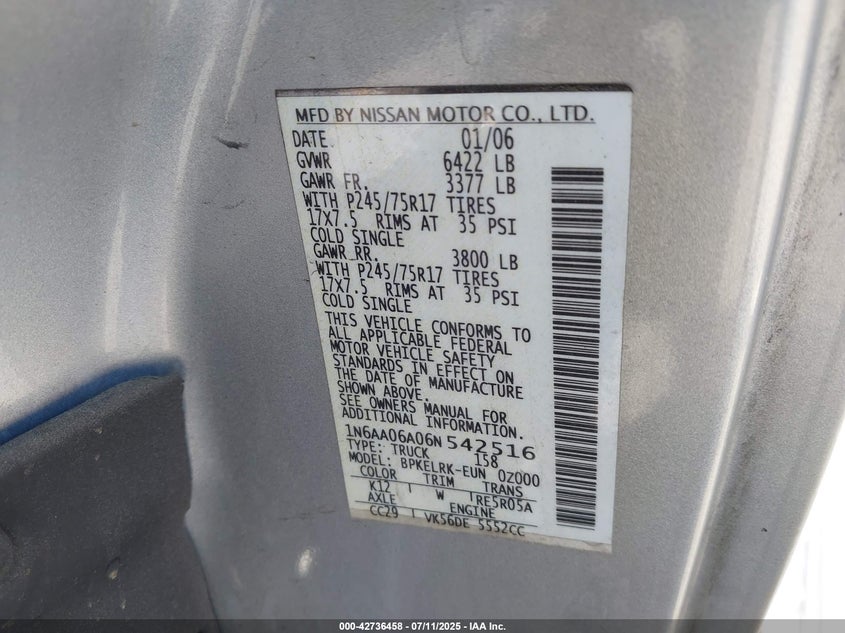 MFD BY NISSAN MOTOR CO., LTD.
DATE. 01/06
GVWR 6422 LB
GAWR FR. 3377 LB
WITH P245/75R17 TIRES
17X7.5 RIMS AT 35 PSI
COLD SINGLE
GAWR RR. 3800 LB
WITH P245/75R17 TIRES
17X7.5 RIMS AT 35 PSI
COLD SINGLE
THIS VEHICLE CONFORMS TO
ALL APPLICABLE FEDERAL
MOTOR VEHICLE SAFETY
STANDARDS IN EFFECT ON
THE DATE OF MANUFACTURE
SHOWN ABOVE.
SEE OWNERS MANUAL FOR
ADDITIONAL INFORMATION.
1N6AA06A06N542516
TYPE: TRUCK 158
MODEL: BPKELRK-EUN 0Z000
COLOR TRIM TRANS
K12 W RE5R05A
AXLE ENGINE
CC29 VK56DE 5552CC
000-42736458 - 07/11/2025 - IAA Inc.